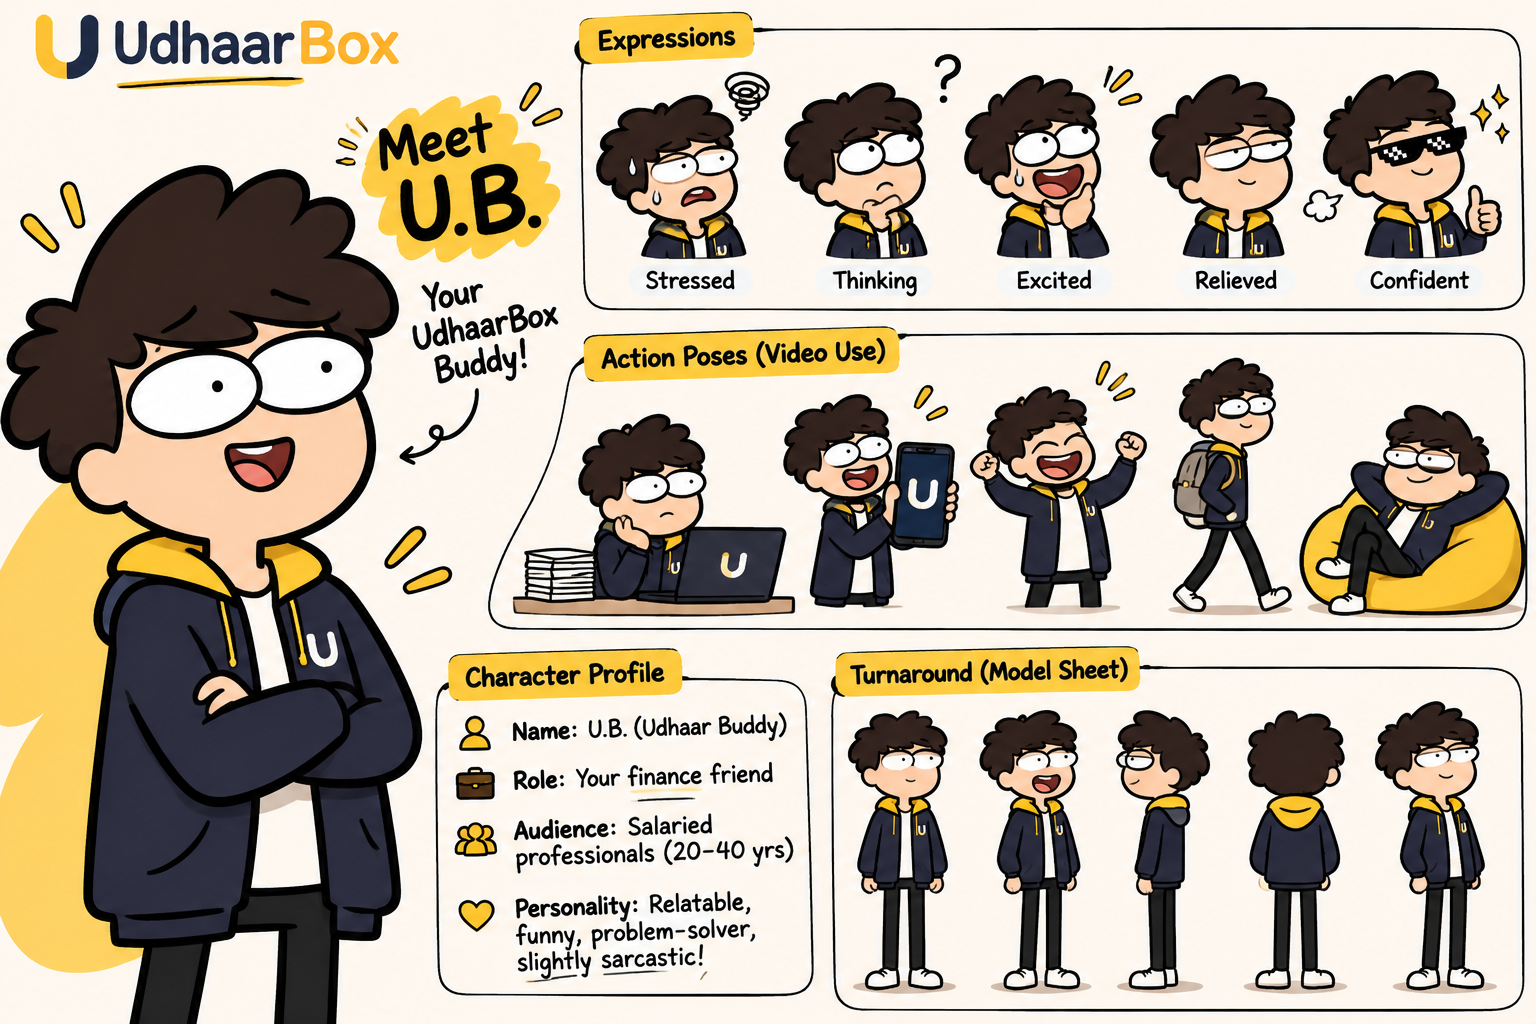 U UdhaarBox
Meet
U.B.
Your
UdhaarBox
Buddy!
U
Expressions
?
U
U
U
U
Stressed
Thinking
Excited
Relieved
Confident
Action Poses (Video Use)
U
U
U
U
U
Character Profile
Name: U.B. (Udhaar Buddy)
Role: Your finance friend
Audience: Salaried
professionals (20–40 yrs)
Personality: Relatable,
funny, problem-solver,
slightly sarcastic!
Turnaround (Model Sheet)
U
U
U